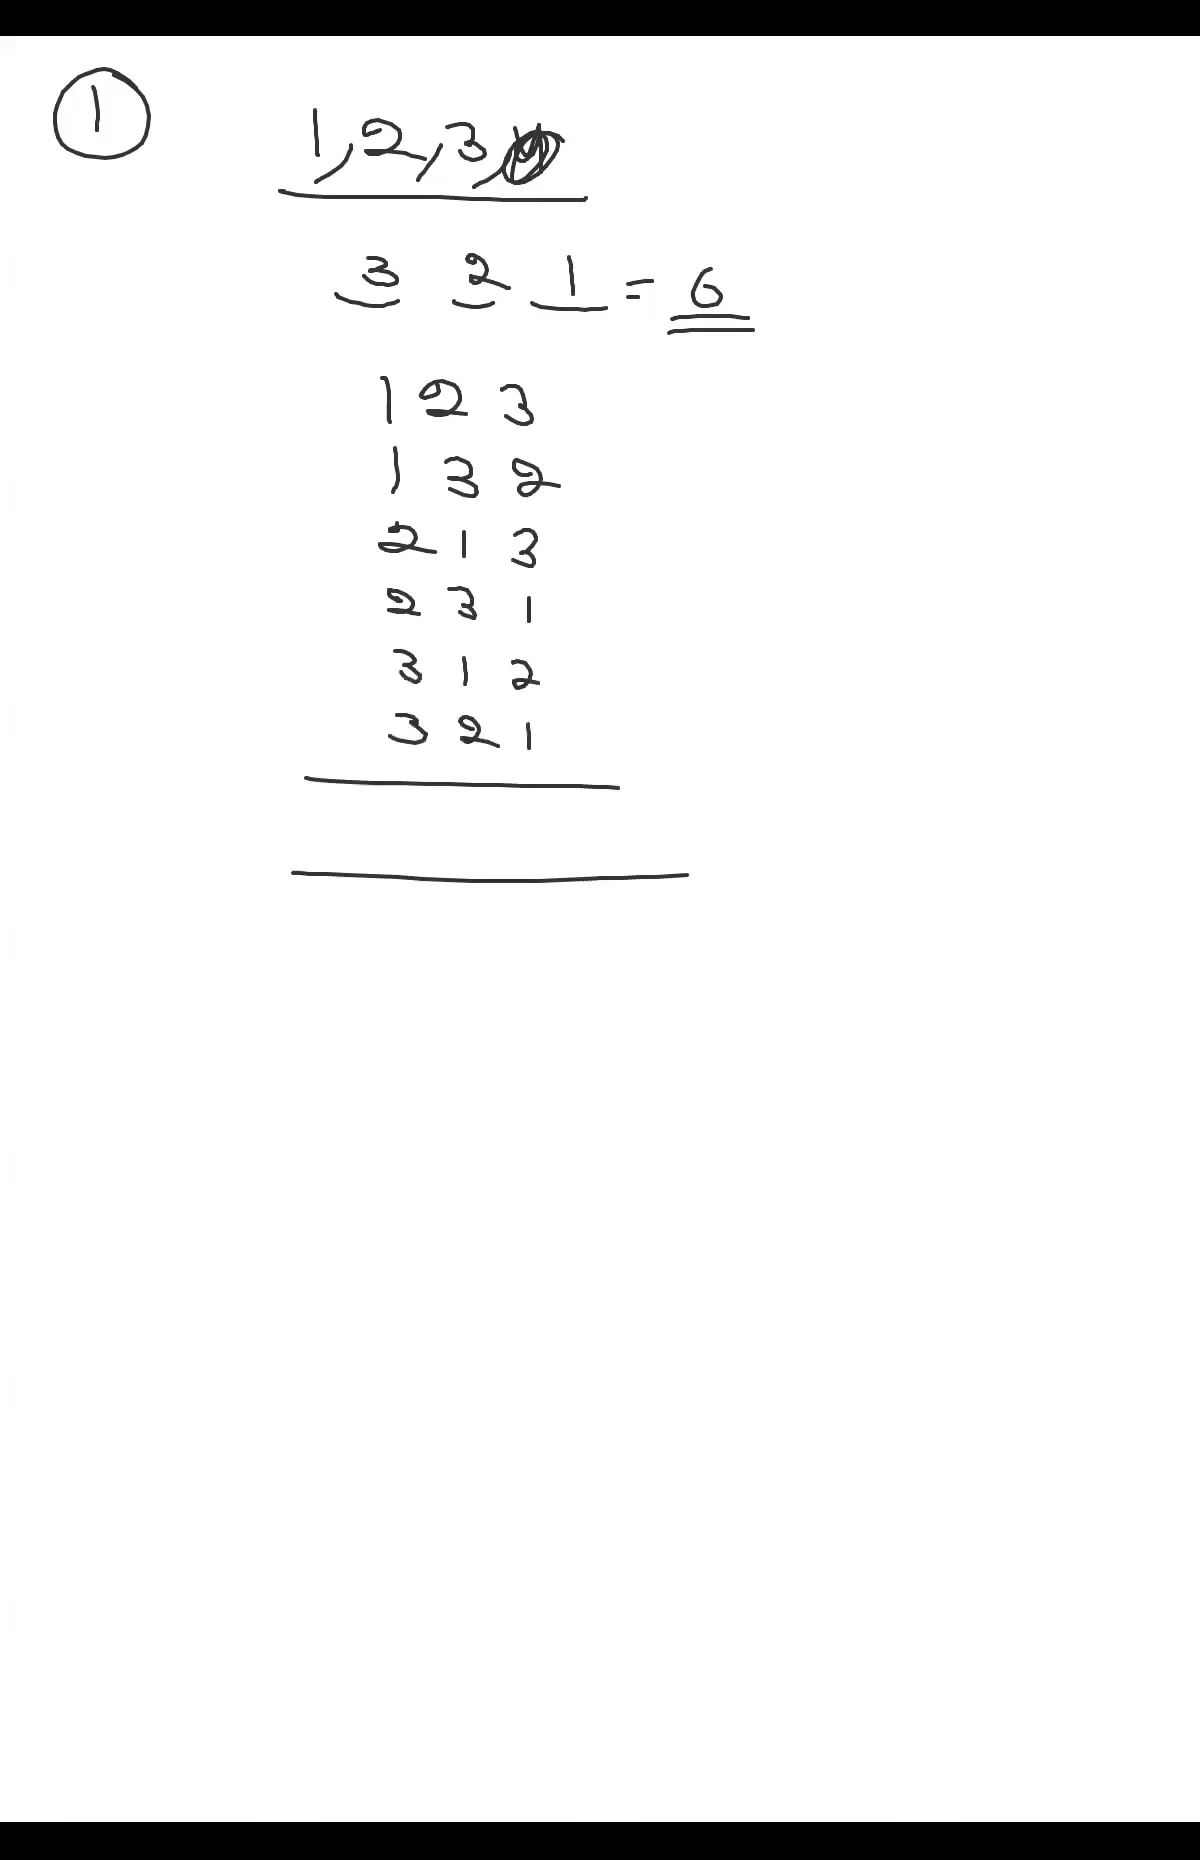 1
1,2,3,
3 2 1 = 6
1 2 3
1 3 2
2 1 3
2 3 1
3 1 2
3 2 1